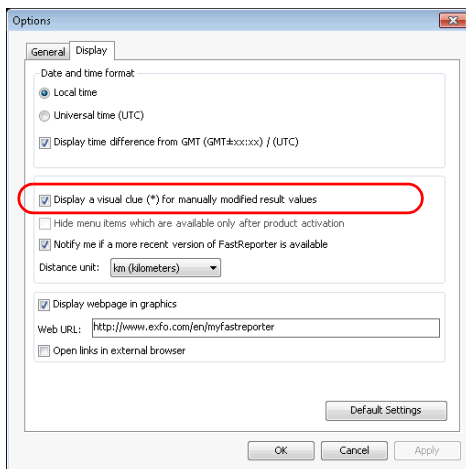 Options
General Display
Date and time format
Local time
Universal time (UTC)
Display time difference from GMT (GMT±xx:xx) / (UTC)
Display a visual clue (*) for manually modified result values
Hide menu items which are available only after product activation
Notify me if a more recent version of FastReporter is available
Distance unit: km (kilometers)
Display webpage in graphics
Web URL: http://www.exfo.com/en/myfastreporter
Open links in external browser
Default Settings
OK Cancel Apply